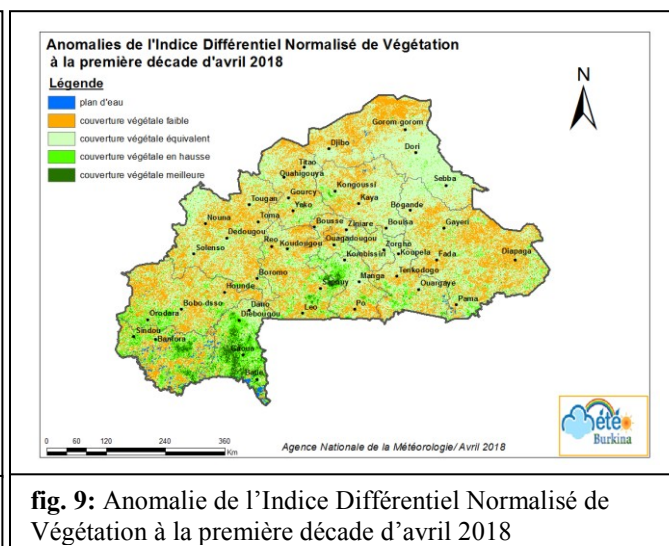 Anomalies de l'Indice Différentiel Normalisé de Végétation
à la première décade d'avril 2018
Légende
plan d'eau
couverture végétale faible
couverture végétale équivalent
couverture végétale en hausse
couverture végétale meilleure
N
Gorom-gorom
Djibo
Dori
Titao
Ouahigouya
Sebba
Kongoussi
Gourcy
Tougan
Kaya
Yako
Bogande
Nouna
Toma
Bousse
Ziniare
Boulsa
Gayeri
Dedougou
Ouagadougou
Reo
Koudougou
Zorgho
Solenso
Koupela
Fada
Diapaga
Kombissiri
Boromo
Tenkodogo
Manga
Sapouy
Ouargaye
Hounde
Pama
Bobo-dsso
Dano
Leo
Po
Orodara
Diebougou
Sindou
Banfora
Gaoua
Batie
0 60 120 240 360
Km
Agence Nationale de la Météorologie/ Avril 2018
Météo
Burkina
fig. 9: Anomalie de l'Indice Différentiel Normalisé de
Végétation à la première décade d'avril 2018